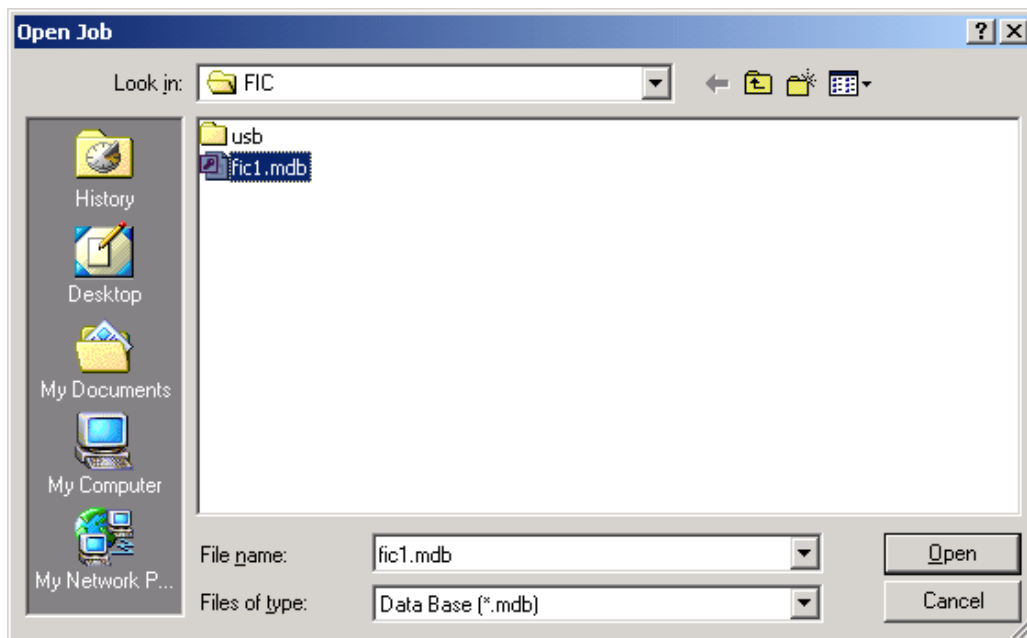 Open Job
Look in: FIC
History
Desktop
My Documents
My Computer
My Network P...
usb
fic1.mdb
File name: fic1.mdb Open
Files of type: Data Base (*.mdb) Cancel